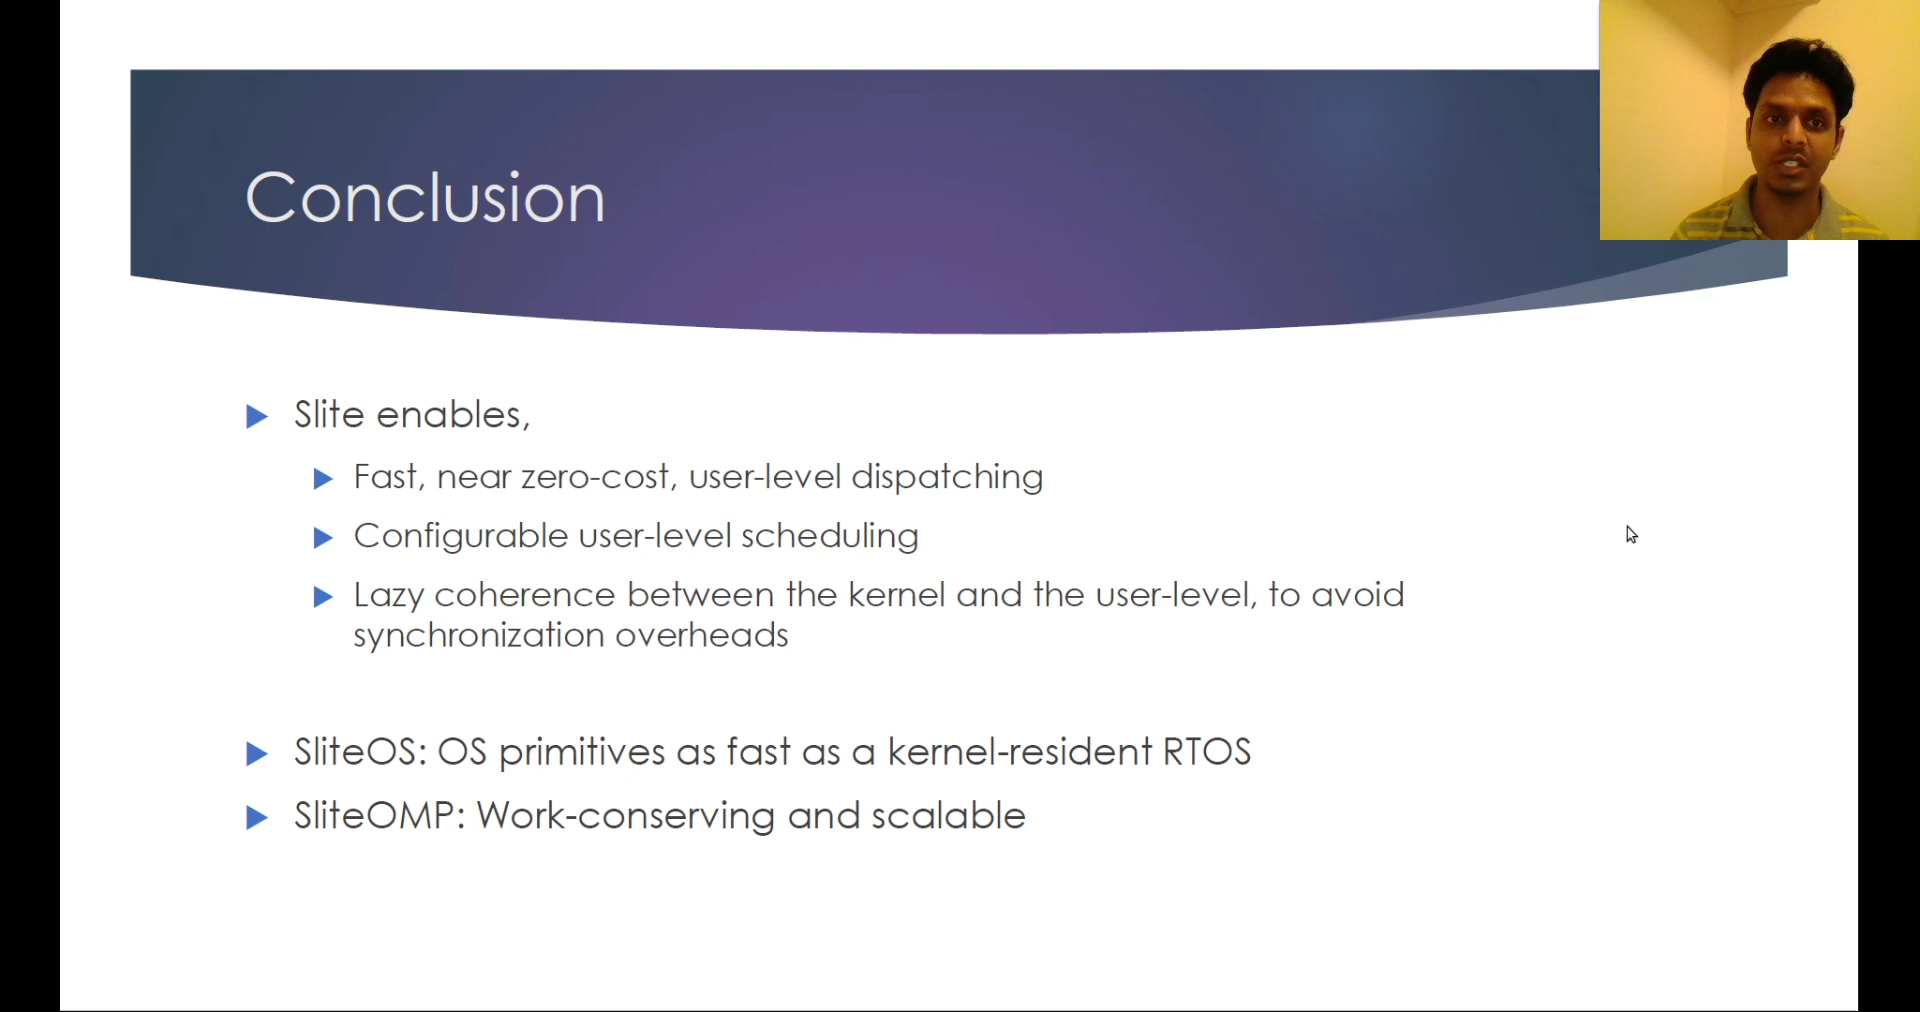 Conclusion
Slite enables,
Fast, near zero-cost, user-level dispatching
Configurable user-level scheduling
Lazy coherence between the kernel and the user-level, to avoid
synchronization overheads
SliteOS: OS primitives as fast as a kernel-resident RTOS
SliteOMP: Work-conserving and scalable